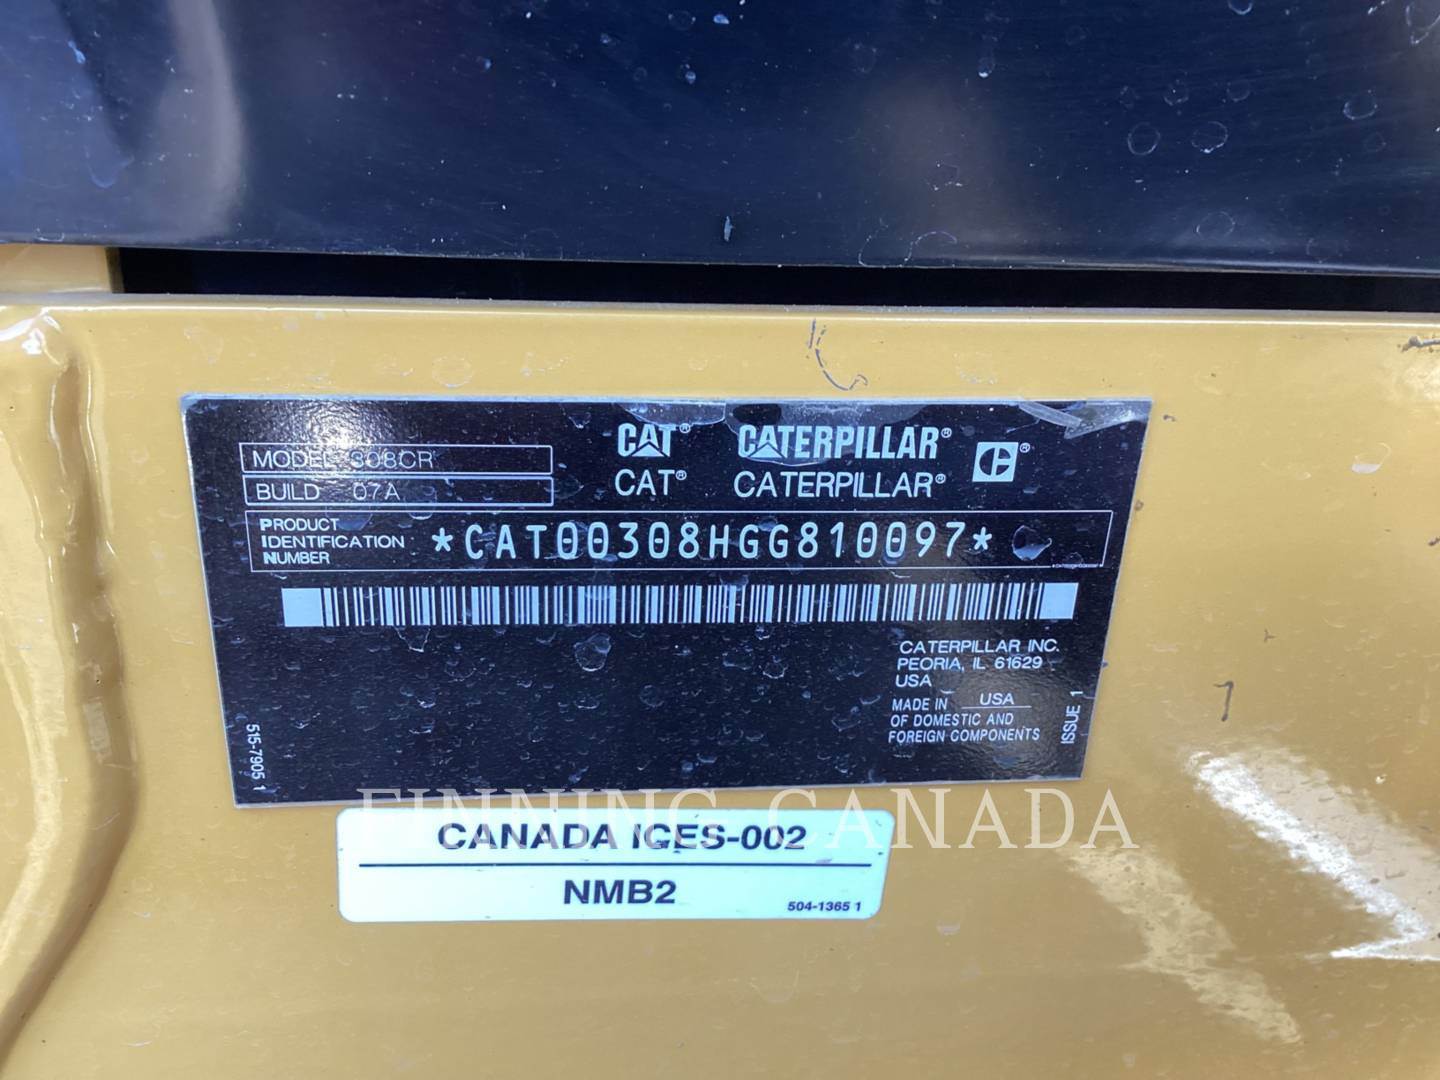 MODEL 308CR
BUILD 07A
CAT® CATERPILLAR® C®
CAT® CATERPILLAR®
PRODUCT
IDENTIFICATION
NUMBER
*CAT00308HGG810097*
CATERPILLAR INC.
PEORIA, IL 61629
USA
MADE IN USA
OF DOMESTIC AND
FOREIGN COMPONENTS
ISSUE 1
515-7905 1
FINNING CANADA
CANADA IGES-002
NMB2
504-1365 1